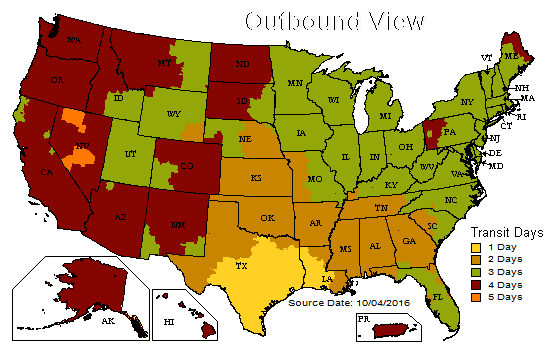 Outbound View
WA
OR
CA
ID
NV
AZ
MT
WY
UT
CO
NM
ND
SD
NE
KS
OK
TX
MN
IA
MO
AR
LA
WI
IL
MS
MI
IN
KY
TN
AL
OH
WV
GA
FL
SC
NC
VA
PA
NY
VT
ME
NH
MA
RI
CT
NJ
DE
MD
AK
HI
PR
Transit Days
1 Day
2 Days
3 Days
4 Days
5 Days
Source Date: 10/04/2016